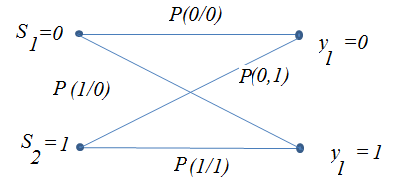 P(0/0)
S1=0
y1 =0
P (1/0)
P(0,1)
S2 = 1
y1 = 1
P(1/1)